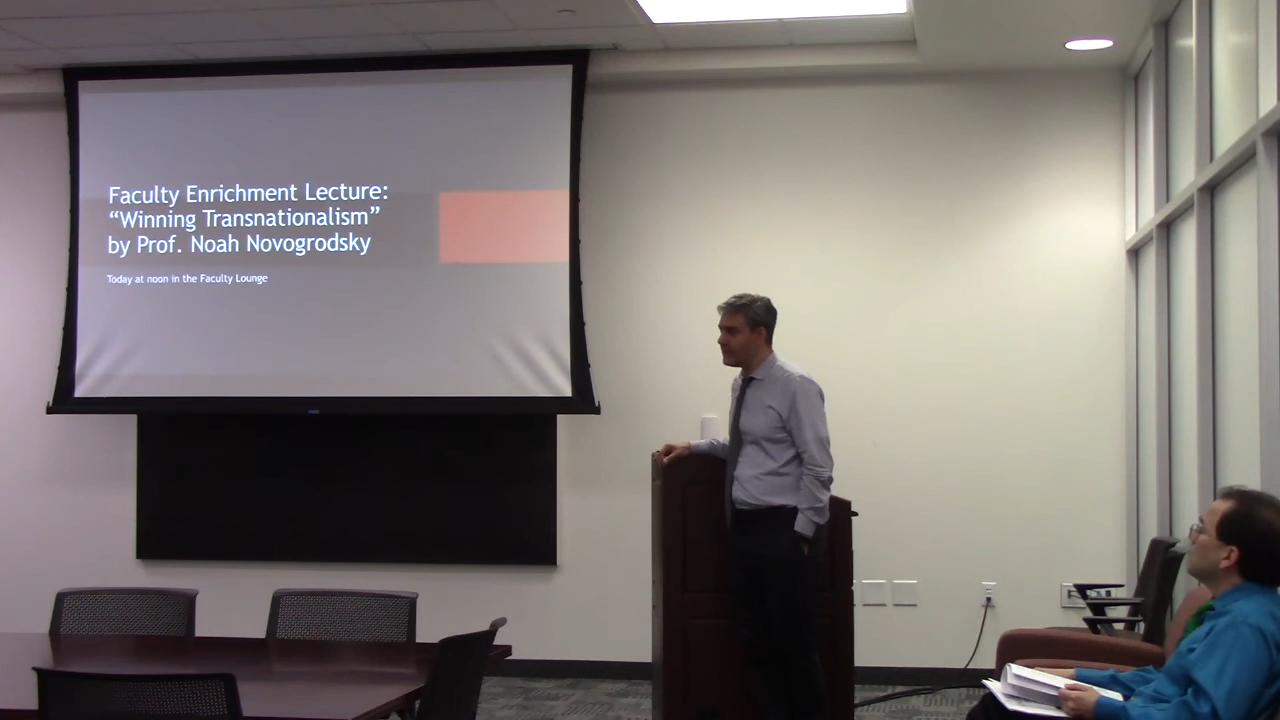 Faculty Enrichment Lecture:
“Winning Transnationalism”
by Prof. Noah Novogrodsky
Today at noon in the Faculty Lounge